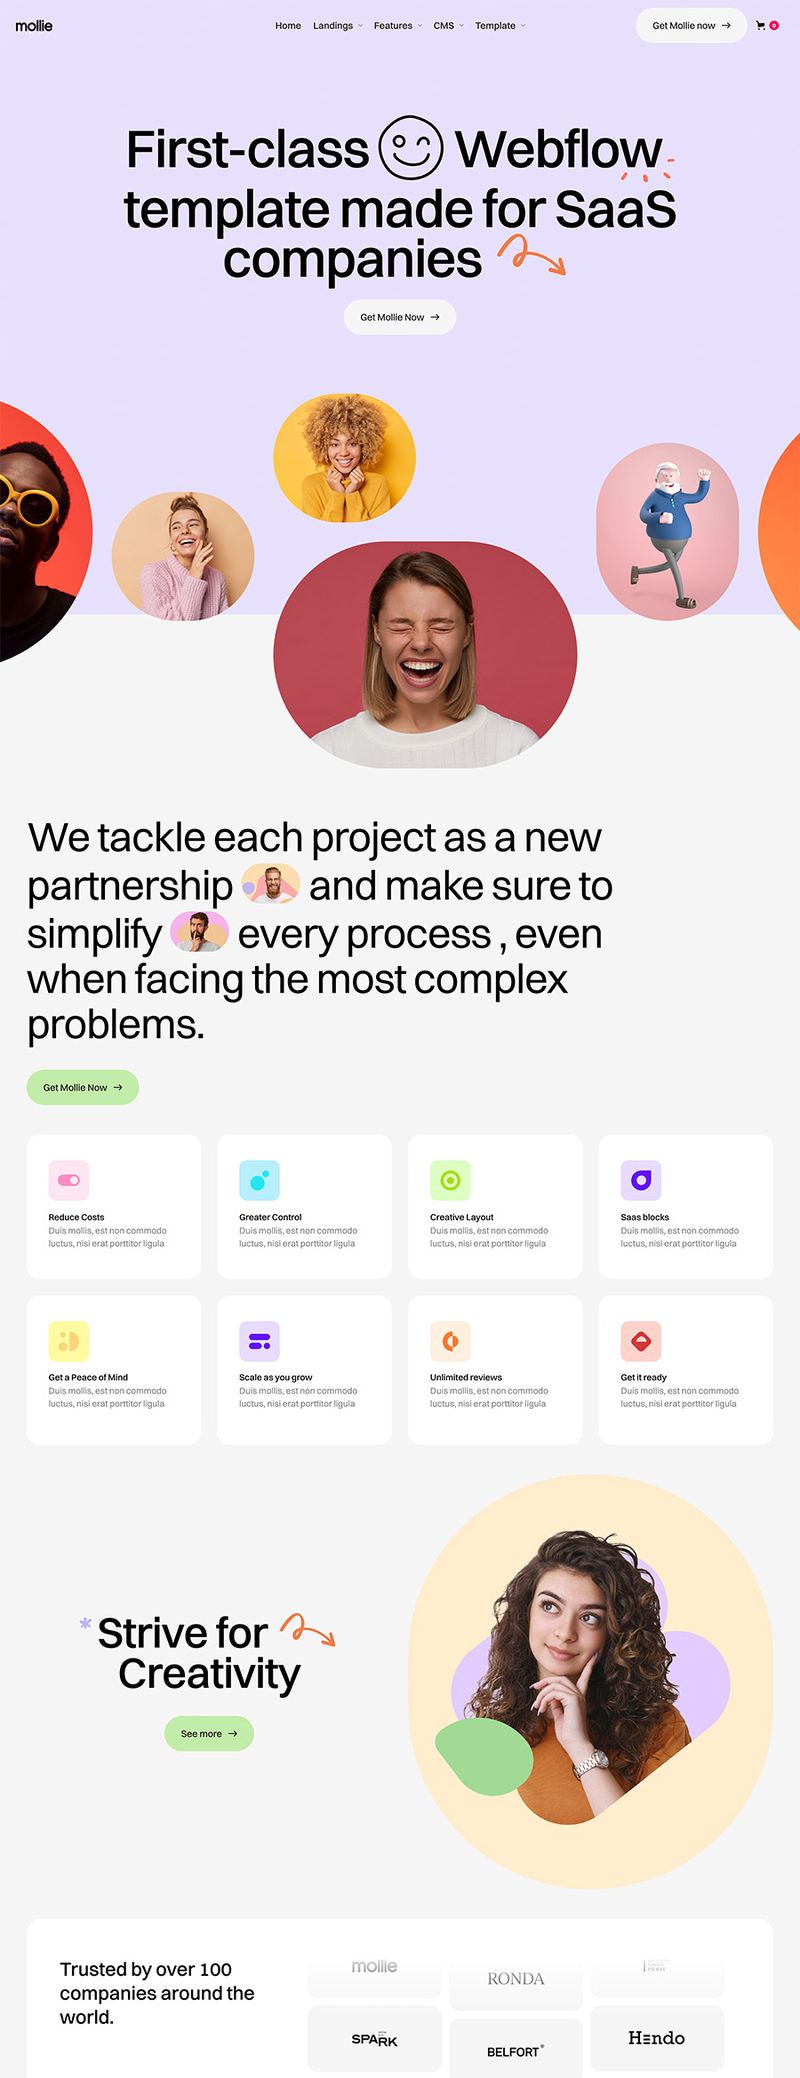 mollie
Home Landings Features CMS Template
Get Mollie now
0
First-class Webflow
template made for SaaS
companies
Get Mollie Now
We tackle each project as a new
partnership and make sure to
simplify every process , even
when facing the most complex
problems.
Get Mollie Now
Reduce Costs
Duis mollis, est non commodo
luctus, nisi erat porttitor ligula
Greater Control
Duis mollis, est non commodo
luctus, nisi erat porttitor ligula
Creative Layout
Duis mollis, est non commodo
luctus, nisi erat porttitor ligula
Saas blocks
Duis mollis, est non commodo
luctus, nisi erat porttitor ligula
Get a Peace of Mind
Duis mollis, est non commodo
luctus, nisi erat porttitor ligula
Scale as you grow
Duis mollis, est non commodo
luctus, nisi erat porttitor ligula
Unlimited reviews
Duis mollis, est non commodo
luctus, nisi erat porttitor ligula
Get it ready
Duis mollis, est non commodo
luctus, nisi erat porttitor ligula
* Strive for
Creativity
See more
Trusted by over 100
companies around the
world.
mollie
RONDA
PIERRE
SPARK
BELFORT
Hendo